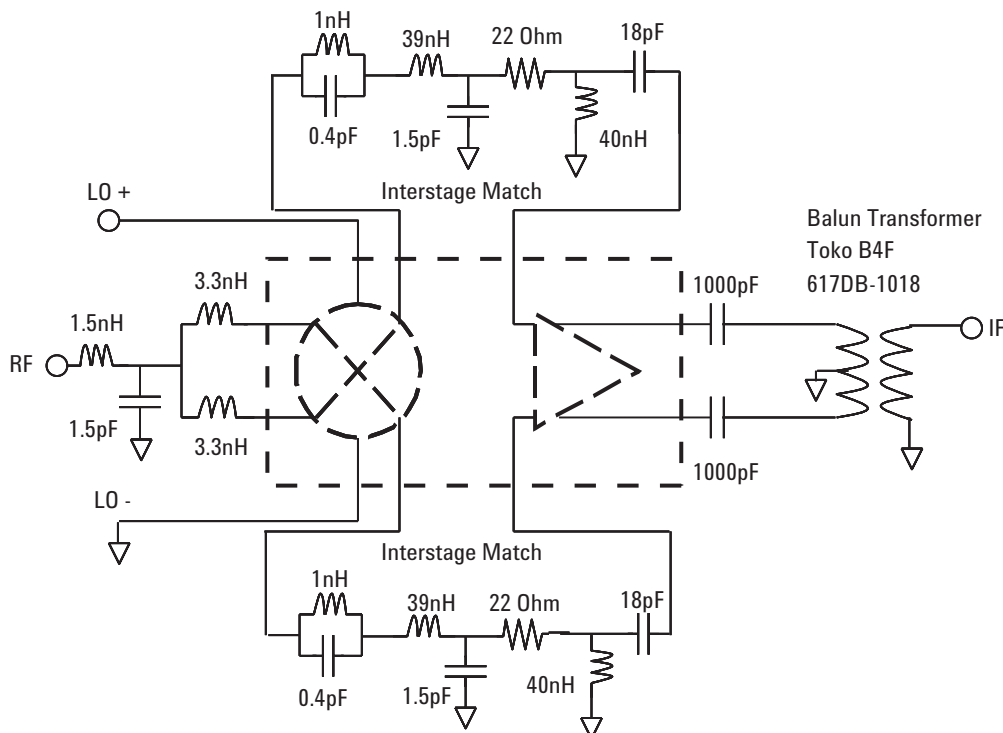 1nH
39nH
22 Ohm
18pF
0.4pF
1.5pF
40nH
Interstage Match
LO +
Balun Transformer
Toko B4F
617DB-1018
3.3nH
1000pF
1.5nH
RF
IF
1.5pF
3.3nH
1000pF
LO -
Interstage Match
1nH
39nH
22 Ohm
18pF
0.4pF
1.5pF
40nH